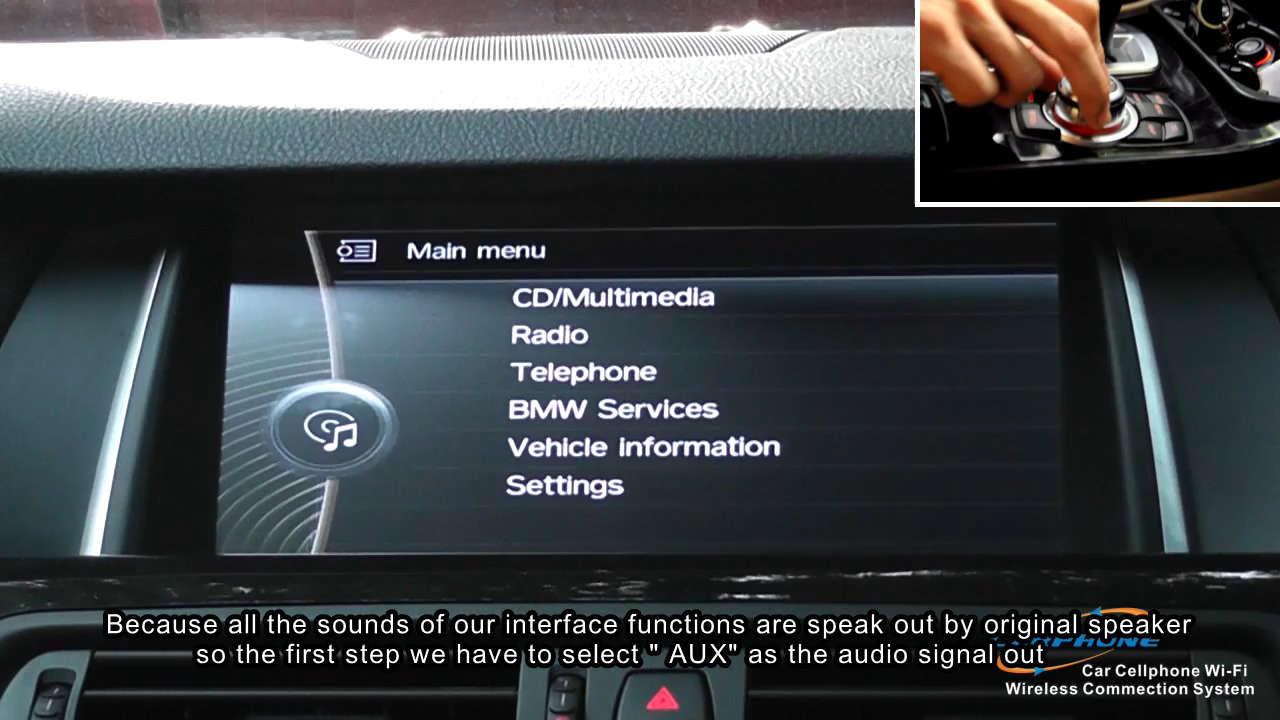 Main menu
CD/Multimedia
Radio
Telephone
BMW Services
Vehicle information
Settings
Because all the sounds of our interface functions are speak out by original speaker
so the first step we have to select " AUX" as the audio signal out
Car Cellphone Wi-Fi
Wireless Commection System